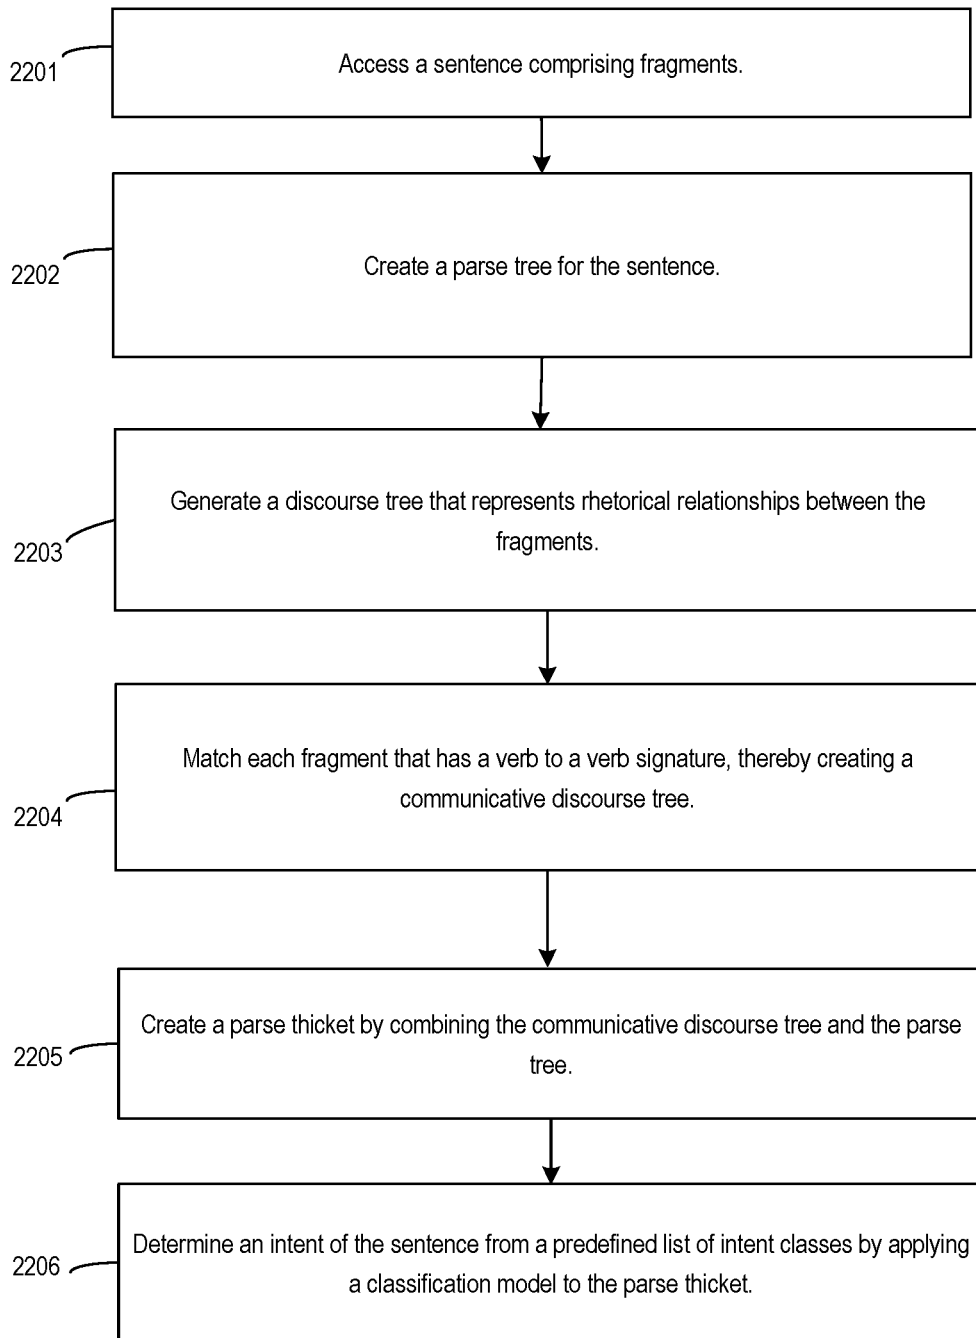 2201
Access a sentence comprising fragments.
2202
Create a parse tree for the sentence.
2203
Generate a discourse tree that represents rhetorical relationships between the
fragments.
2204
Match each fragment that has a verb to a verb signature, thereby creating a
communicative discourse tree.
2205
Create a parse thicket by combining the communicative discourse tree and the parse
tree.
2206
Determine an intent of the sentence from a predefined list of intent classes by applying
a classification model to the parse thicket.